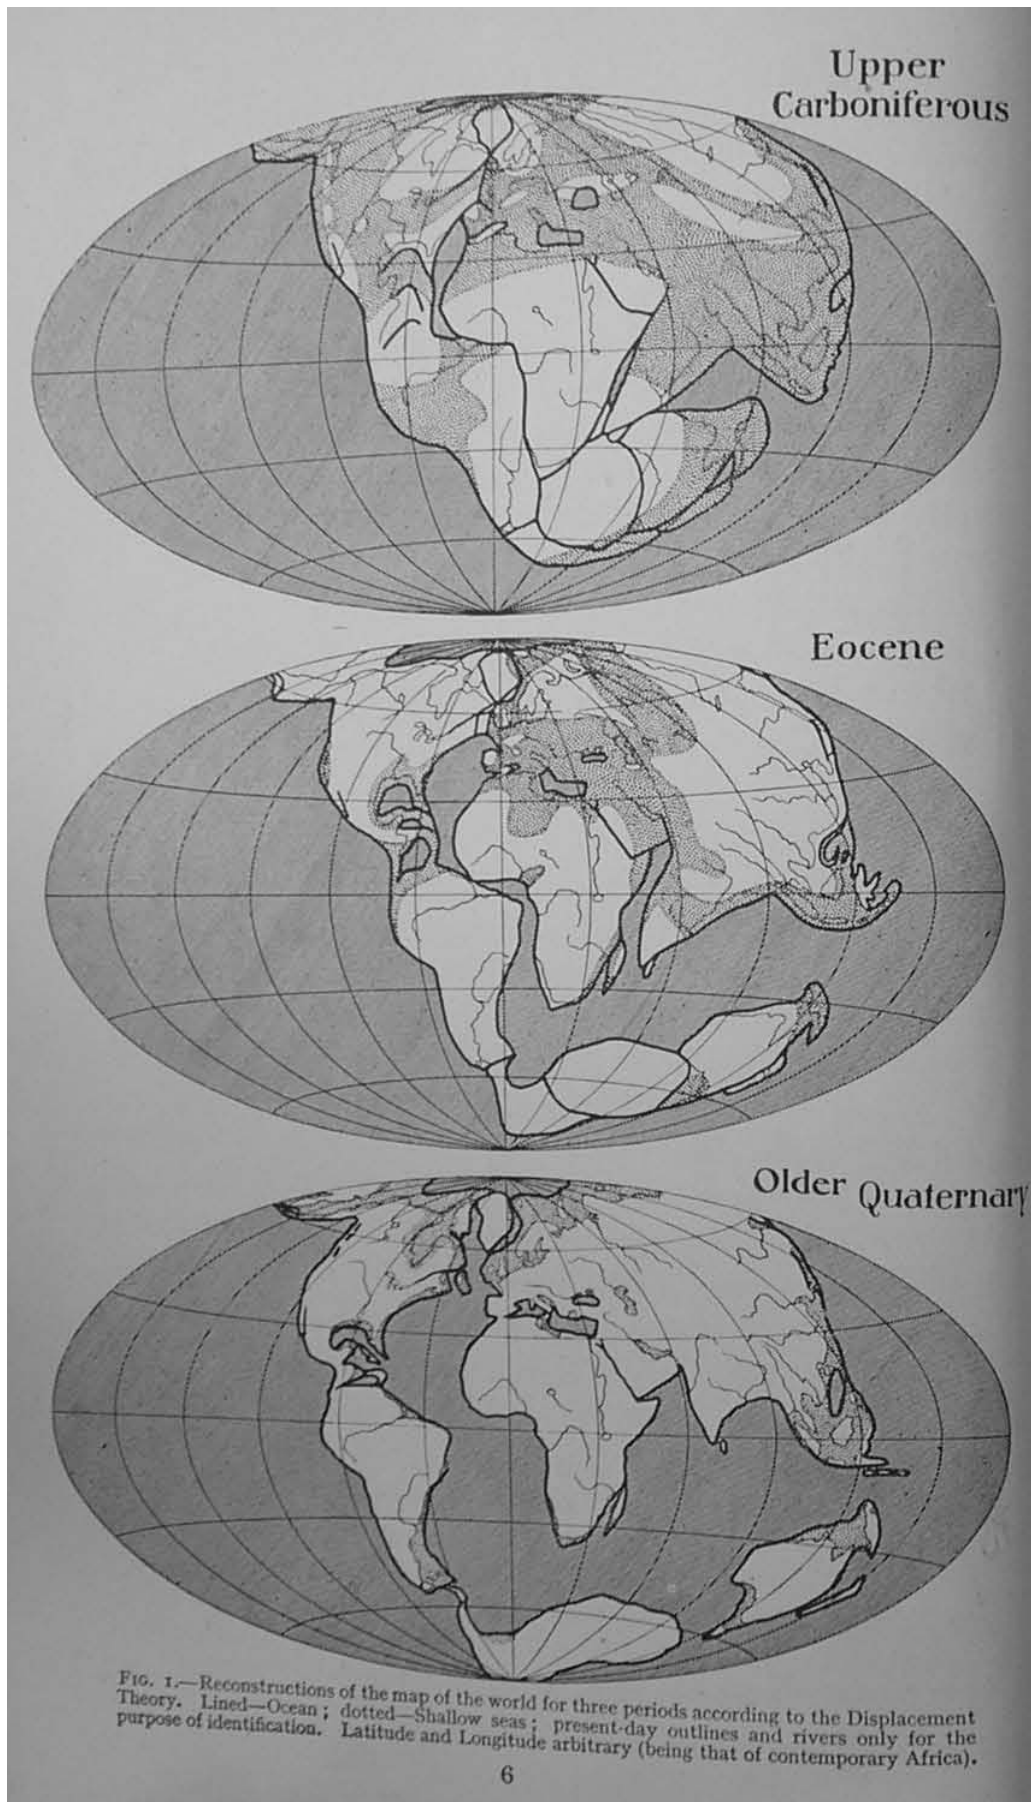 Upper
Carboniferous
Eocene
Older Quaternary
FIG. 1.—Reconstructions of the map of the world for three periods according to the Displacement
Theory. Lined—Ocean; dotted—Shallow seas; present-day outlines and rivers only for the
purpose of identification. Latitude and Longitude arbitrary (being that of contemporary Africa).
6